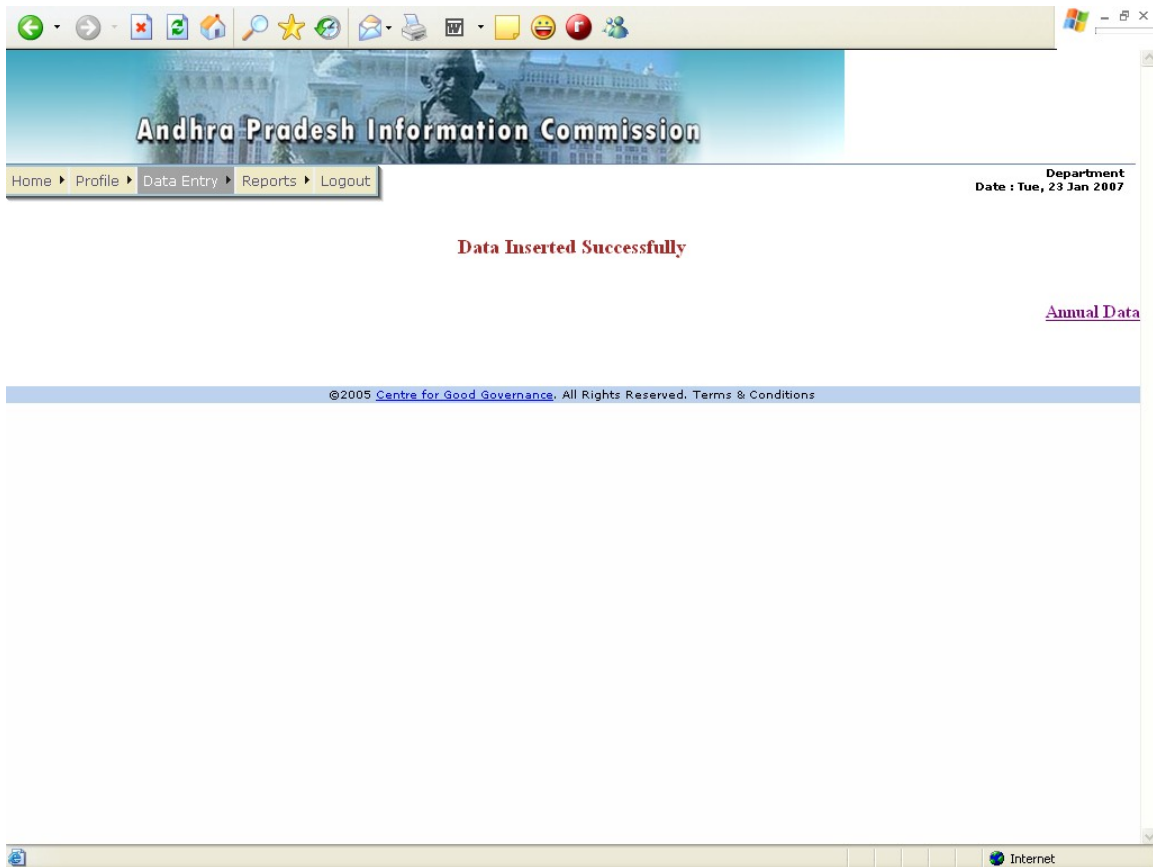 Andhra Pradesh Information Commission
Home Profile Data Entry Reports Logout
Department
Date : Tue, 23 Jan 2007
Data Inserted Successfully
Annual Data
©2005 Centre for Good Governance. All Rights Reserved. Terms & Conditions
Internet